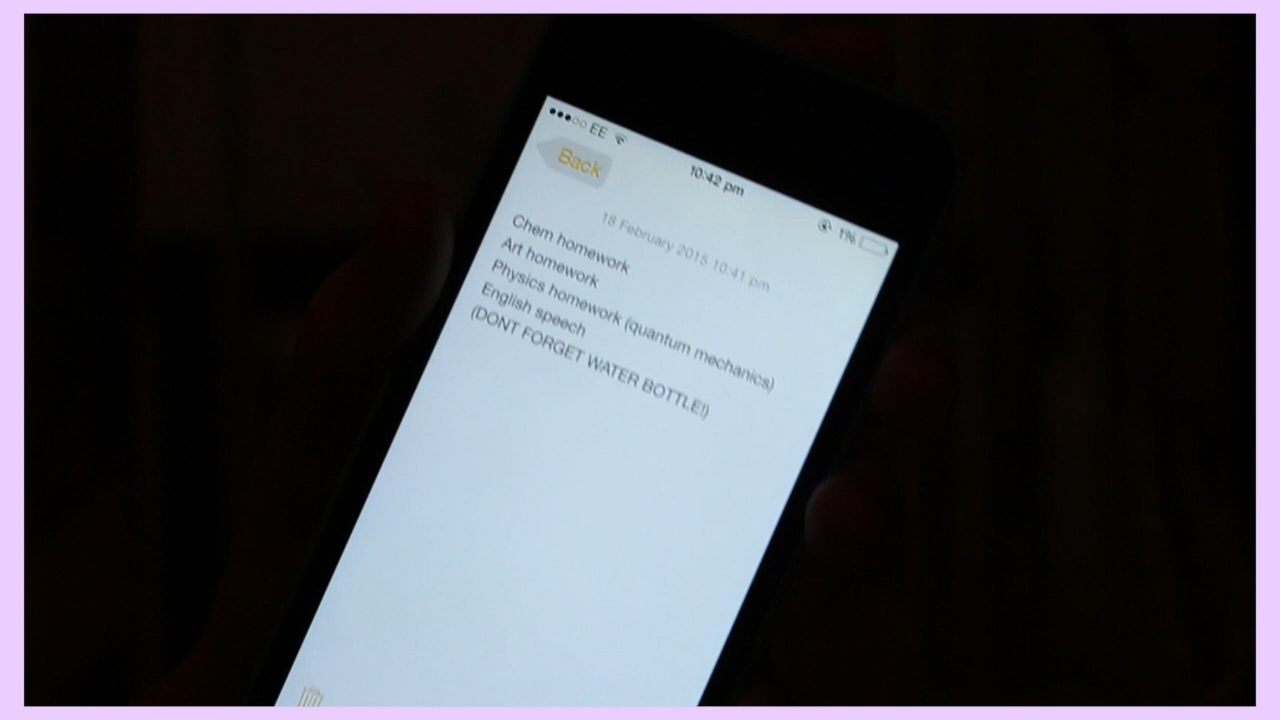 EE
10:42 pm
1%
Back
18 February 2015 10:41 pm
Chem homework
Art homework
Physics homework (quantum mechanics)
English speech
(DONT FORGET WATER BOTTLE!)